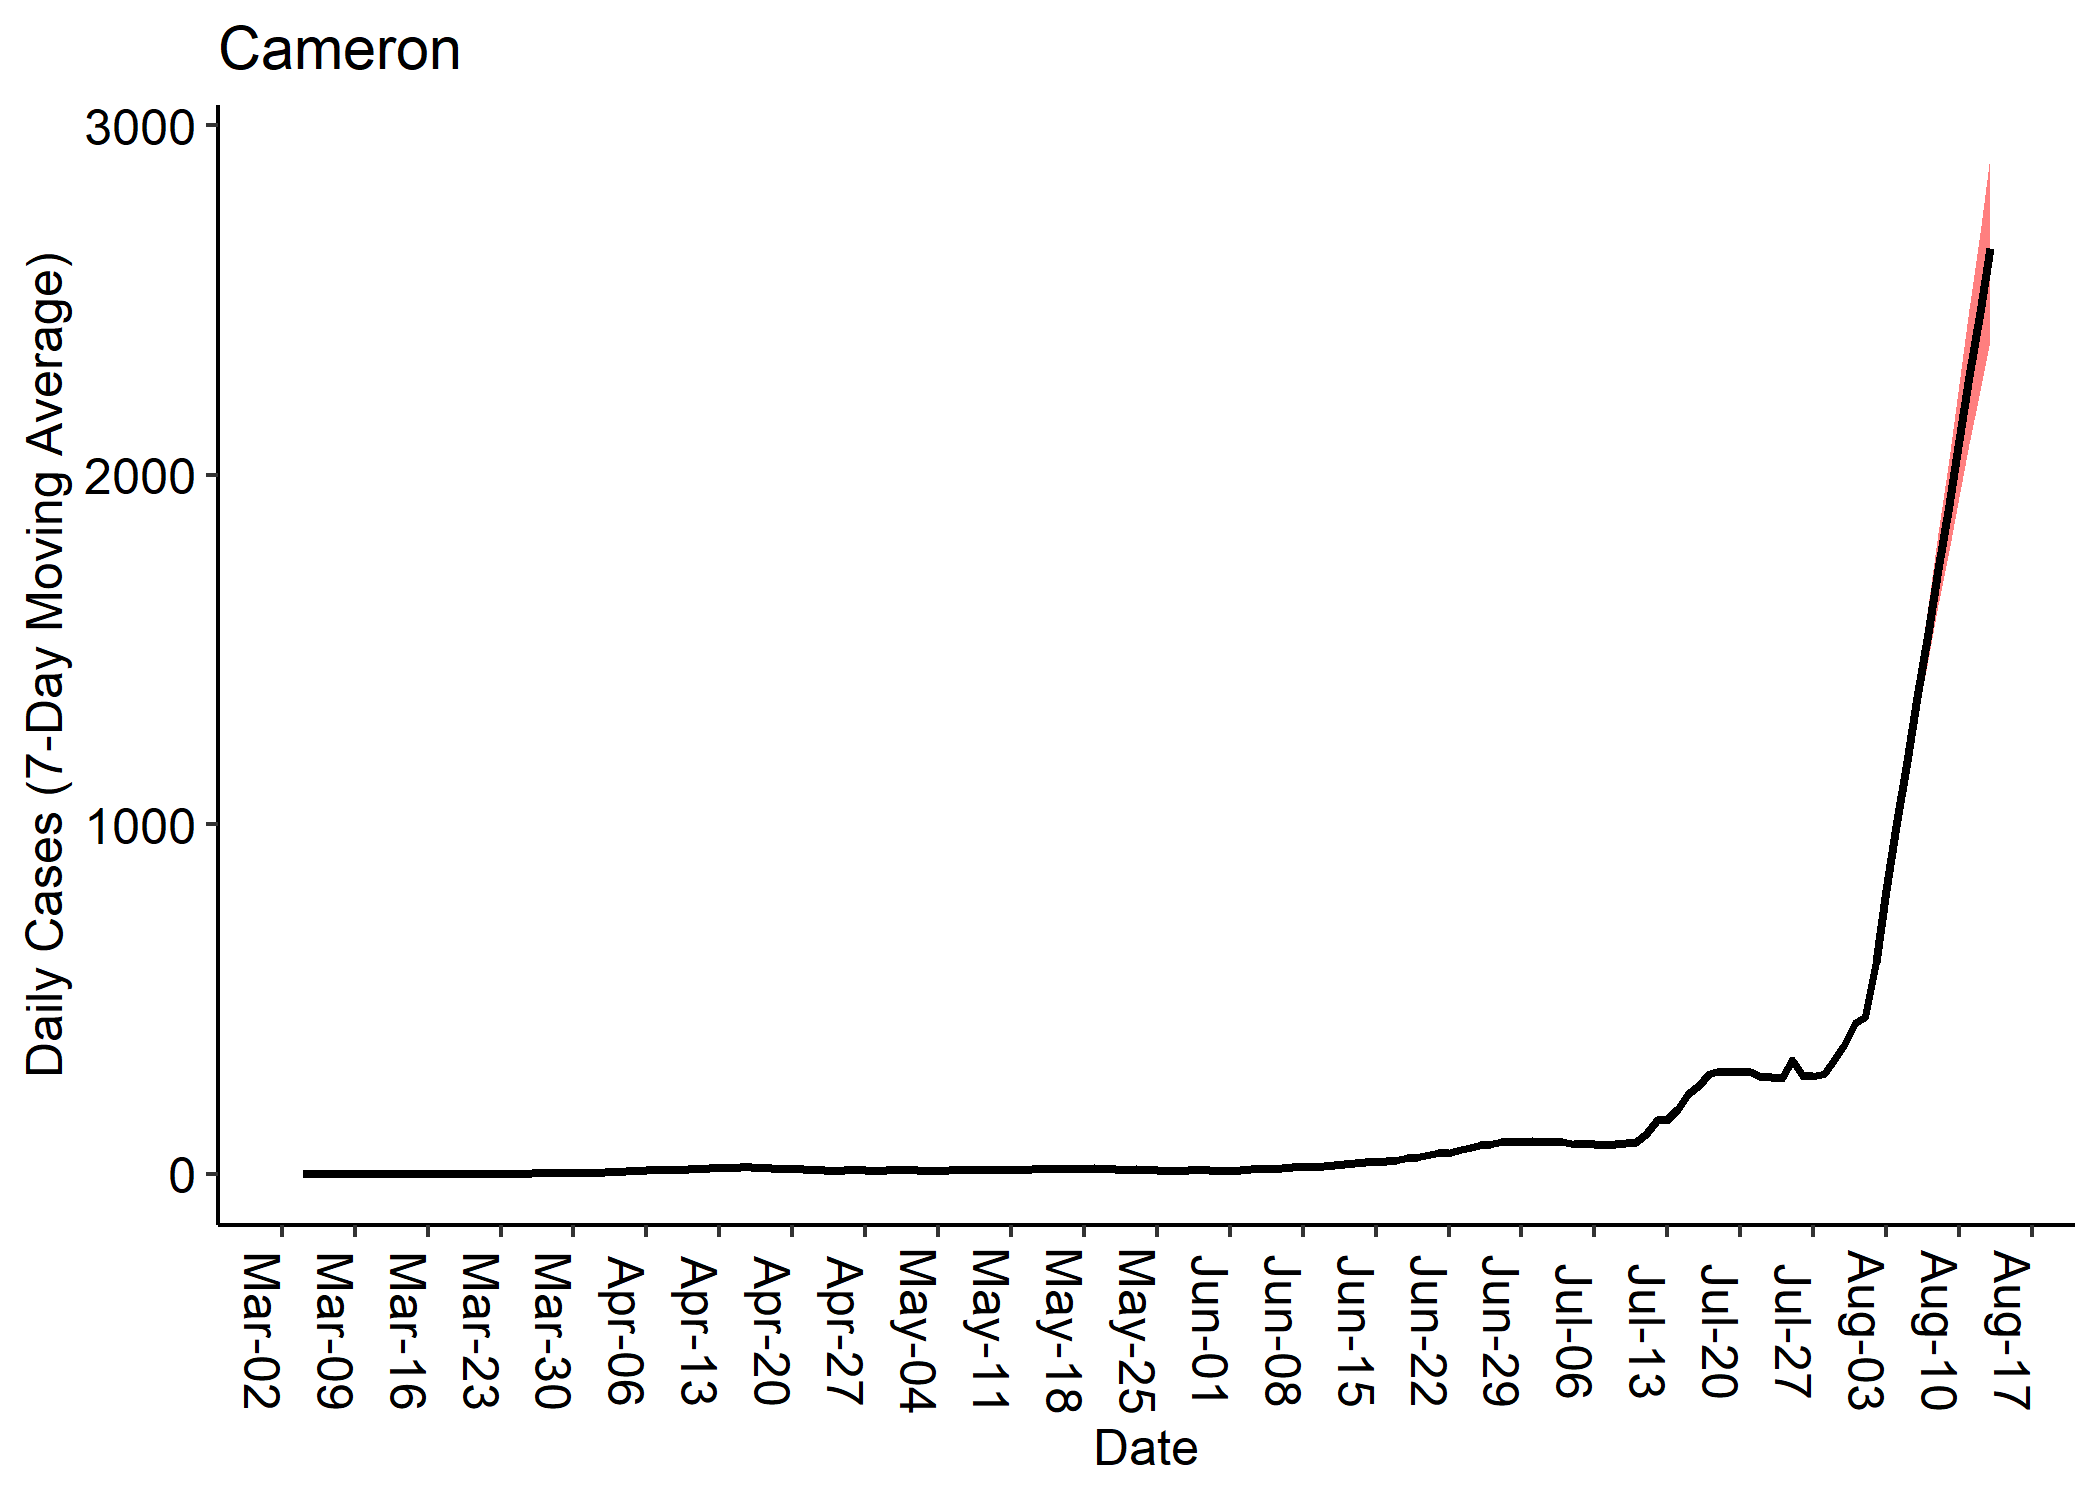 Cameron
Daily Cases (7-Day Moving Average)
3000
2000
1000
0
Mar-02
Mar-09
Mar-16
Mar-23
Mar-30
Apr-06
Apr-13
Apr-20
Apr-27
May-04
May-11
May-18
May-25
Jun-01
Jun-08
Jun-15
Jun-22
Jun-29
Jul-06
Jul-13
Jul-20
Jul-27
Aug-03
Aug-10
Aug-17
Date